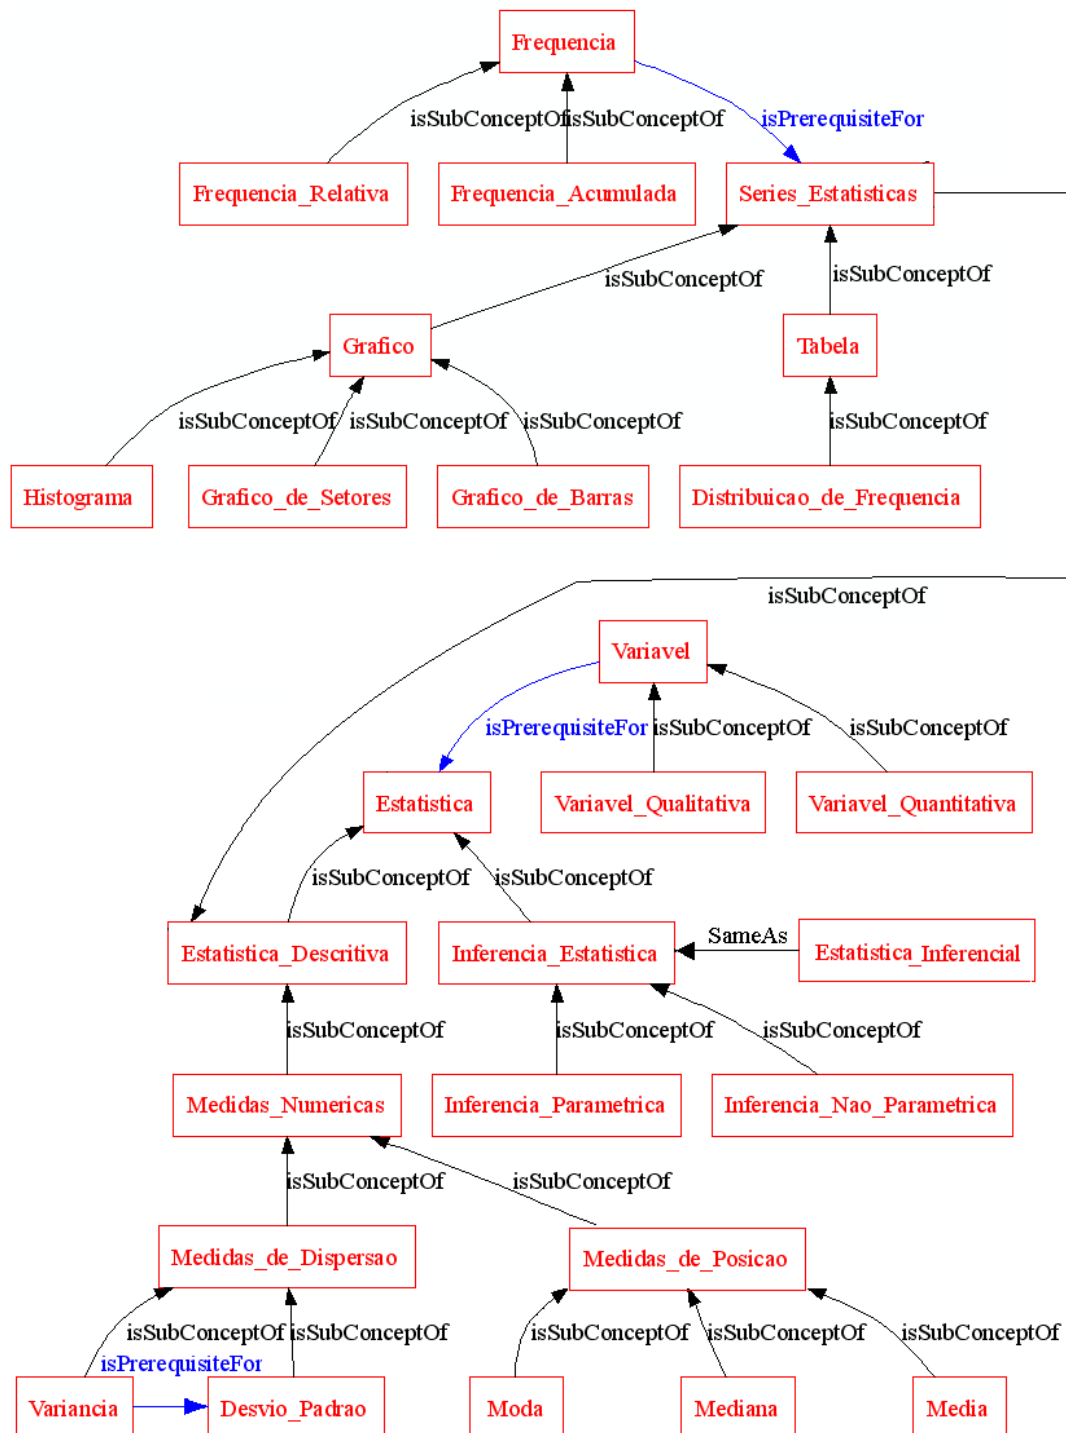 Frequencia
isSubConceptOf
isSubConceptOf
isPrerequisiteFor
Frequencia_Relativa
Frequencia_Acumulada
Series_Estatisticas
isSubConceptOf
isSubConceptOf
Grafico
Tabela
isSubConceptOf
isSubConceptOf
isSubConceptOf
isSubConceptOf
Histograma
Grafico_de_Setores
Grafico_de_Barras
Distribuicao_de_Frequencia
isSubConceptOf
Variavel
isPrerequisiteFor
isSubConceptOf
isSubConceptOf
Estatistica
Variavel_Qualitativa
Variavel_Quantitativa
isSubConceptOf
isSubConceptOf
Estatistica_Descritiva
Inferencia_Estatistica
SameAs
Estatistica_Inferencial
isSubConceptOf
isSubConceptOf
isSubConceptOf
Medidas_Numericas
Inferencia_Parametrica
Inferencia_Nao_Parametrica
isSubConceptOf
isSubConceptOf
Medidas_de_Dispersao
Medidas_de_Posicao
isSubConceptOf
isSubConceptOf
isSubConceptOf
isSubConceptOf
isSubConceptOf
isPrerequisiteFor
Variancia
Desvio_Padrao
Moda
Mediana
Media